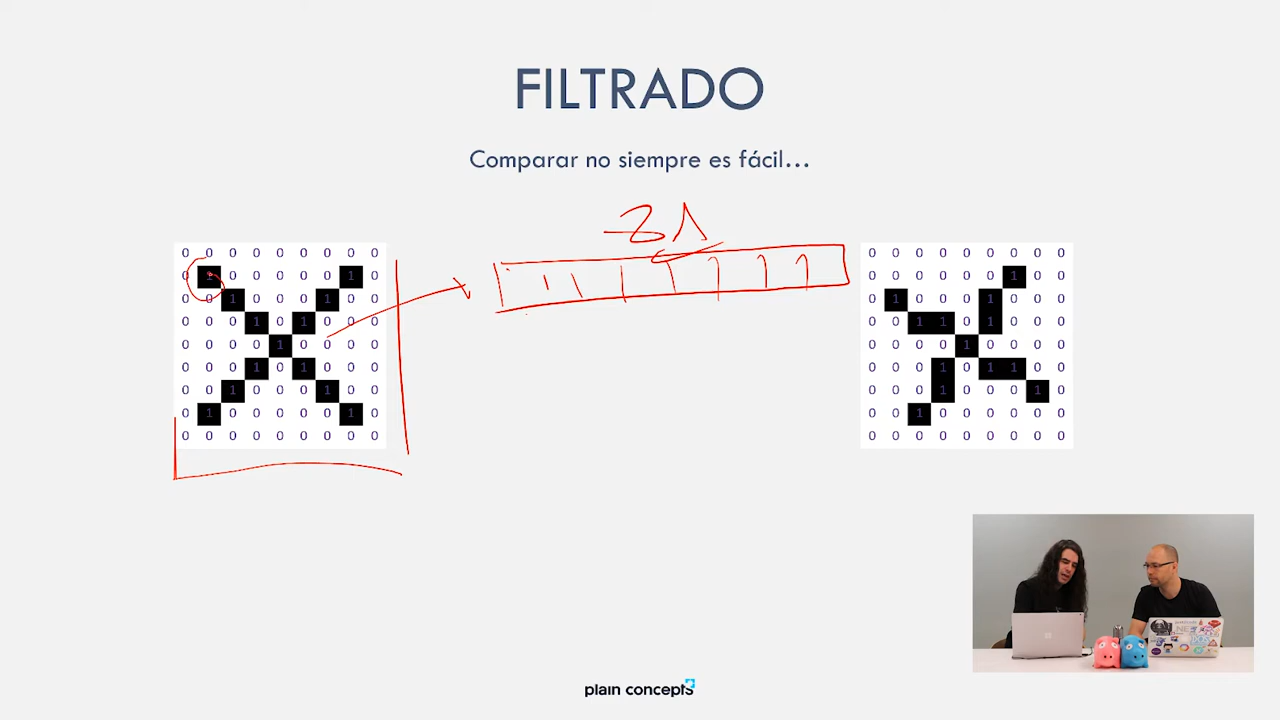 FILTRADO
Comparar no siempre es fácil...
81
0 0 0 0 0 0 0 0 0
0 1 0 0 0 0 0 1 0
0 0 1 0 0 0 1 0 0
0 0 0 1 0 1 0 0 0
0 0 0 0 1 0 0 0 0
0 0 0 1 0 1 0 0 0
0 0 1 0 0 0 1 0 0
0 1 0 0 0 0 0 1 0
0 0 0 0 0 0 0 0 0
0 0 0 0 0 0 0 0 0
0 0 0 0 0 0 1 0 0
0 1 0 0 0 1 0 0 0
0 0 1 1 0 1 0 0 0
0 0 0 0 1 0 0 0 0
0 0 0 1 0 1 1 0 0
0 0 0 1 0 0 0 1 0
0 0 1 0 0 0 0 0 0
0 0 0 0 0 0 0 0 0
plain concepts